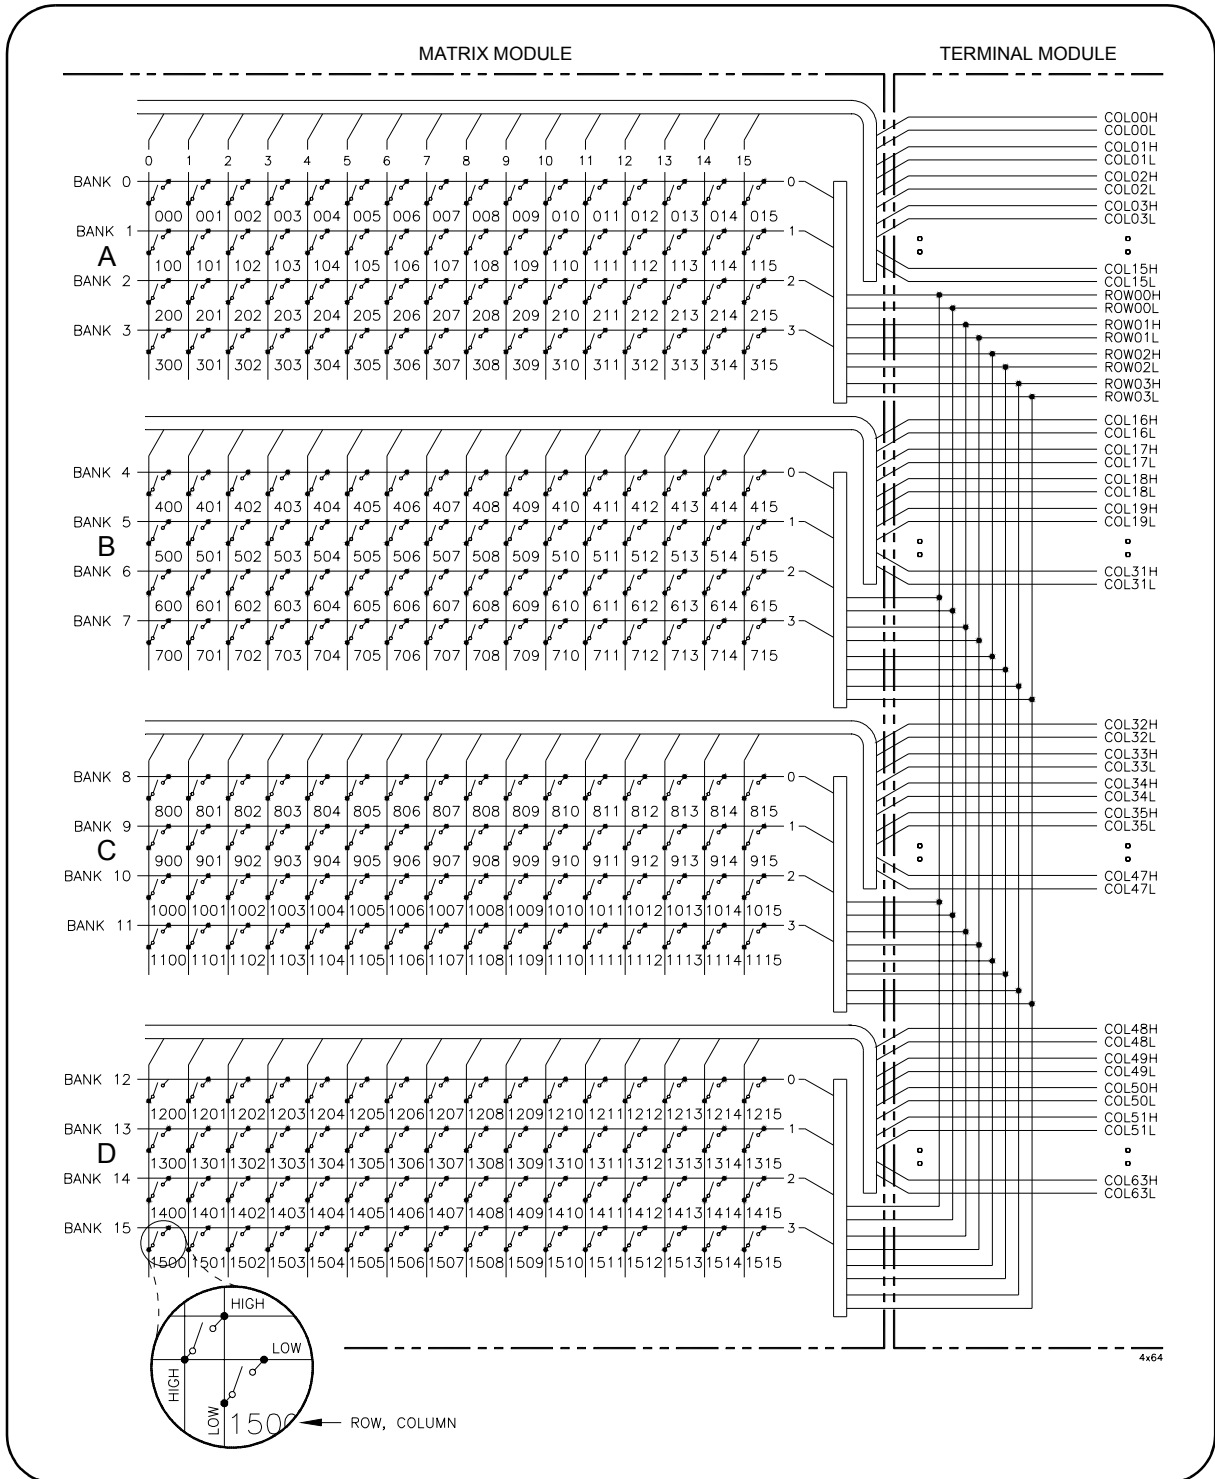 MATRIX MODULE TERMINAL MODULE
COL00H
COL00L
COL01H
COL01L
COL02H
COL02L
COL03H
COL03L
COL15H
COL15L
ROW00H
ROW00L
ROW01H
ROW01L
ROW02H
ROW02L
ROW03H
ROW03L
0 1 2 3 4 5 6 7 8 9 10 11 12 13 14 15
BANK 0 0
000 001 002 003 004 005 006 007 008 009 010 011 012 013 014 015
BANK 1 1
A
100 101 102 103 104 105 106 107 108 109 110 111 112 113 114 115
BANK 2 2
200 201 202 203 204 205 206 207 208 209 210 211 212 213 214 215
BANK 3 3
300 301 302 303 304 305 306 307 308 309 310 311 312 313 314 315
COL16H
COL16L
COL17H
COL17L
COL18H
COL18L
COL19H
COL19L
COL31H
COL31L
BANK 4 0
400 401 402 403 404 405 406 407 408 409 410 411 412 413 414 415
BANK 5 1
B
500 501 502 503 504 505 506 507 508 509 510 511 512 513 514 515
BANK 6 2
600 601 602 603 604 605 606 607 608 609 610 611 612 613 614 615
BANK 7 3
700 701 702 703 704 705 706 707 708 709 710 711 712 713 714 715
COL32H
COL32L
COL33H
COL33L
COL34H
COL34L
COL35H
COL35L
COL47H
COL47L
BANK 8 0
800 801 802 803 804 805 806 807 808 809 810 811 812 813 814 815
BANK 9 1
C
900 901 902 903 904 905 906 907 908 909 910 911 912 913 914 915
BANK 10 2
1000 1001 1002 1003 1004 1005 1006 1007 1008 1009 1010 1011 1012 1013 1014 1015
BANK 11 3
1100 1101 1102 1103 1104 1105 1106 1107 1108 1109 1110 1111 1112 1113 1114 1115
COL48H
COL48L
COL49H
COL49L
COL50H
COL50L
COL51H
COL51L
COL63H
COL63L
BANK 12 0
1200 1201 1202 1203 1204 1205 1206 1207 1208 1209 1210 1211 1212 1213 1214 1215
BANK 13 1
D
1300 1301 1302 1303 1304 1305 1306 1307 1308 1309 1310 1311 1312 1313 1314 1315
BANK 14 2
1400 1401 1402 1403 1404 1405 1406 1407 1408 1409 1410 1411 1412 1413 1414 1415
BANK 15 3
1500 1501 1502 1503 1504 1505 1506 1507 1508 1509 1510 1511 1512 1513 1514 1515
HIGH
LOW
HIGH
LOW
1500
ROW, COLUMN
4x64